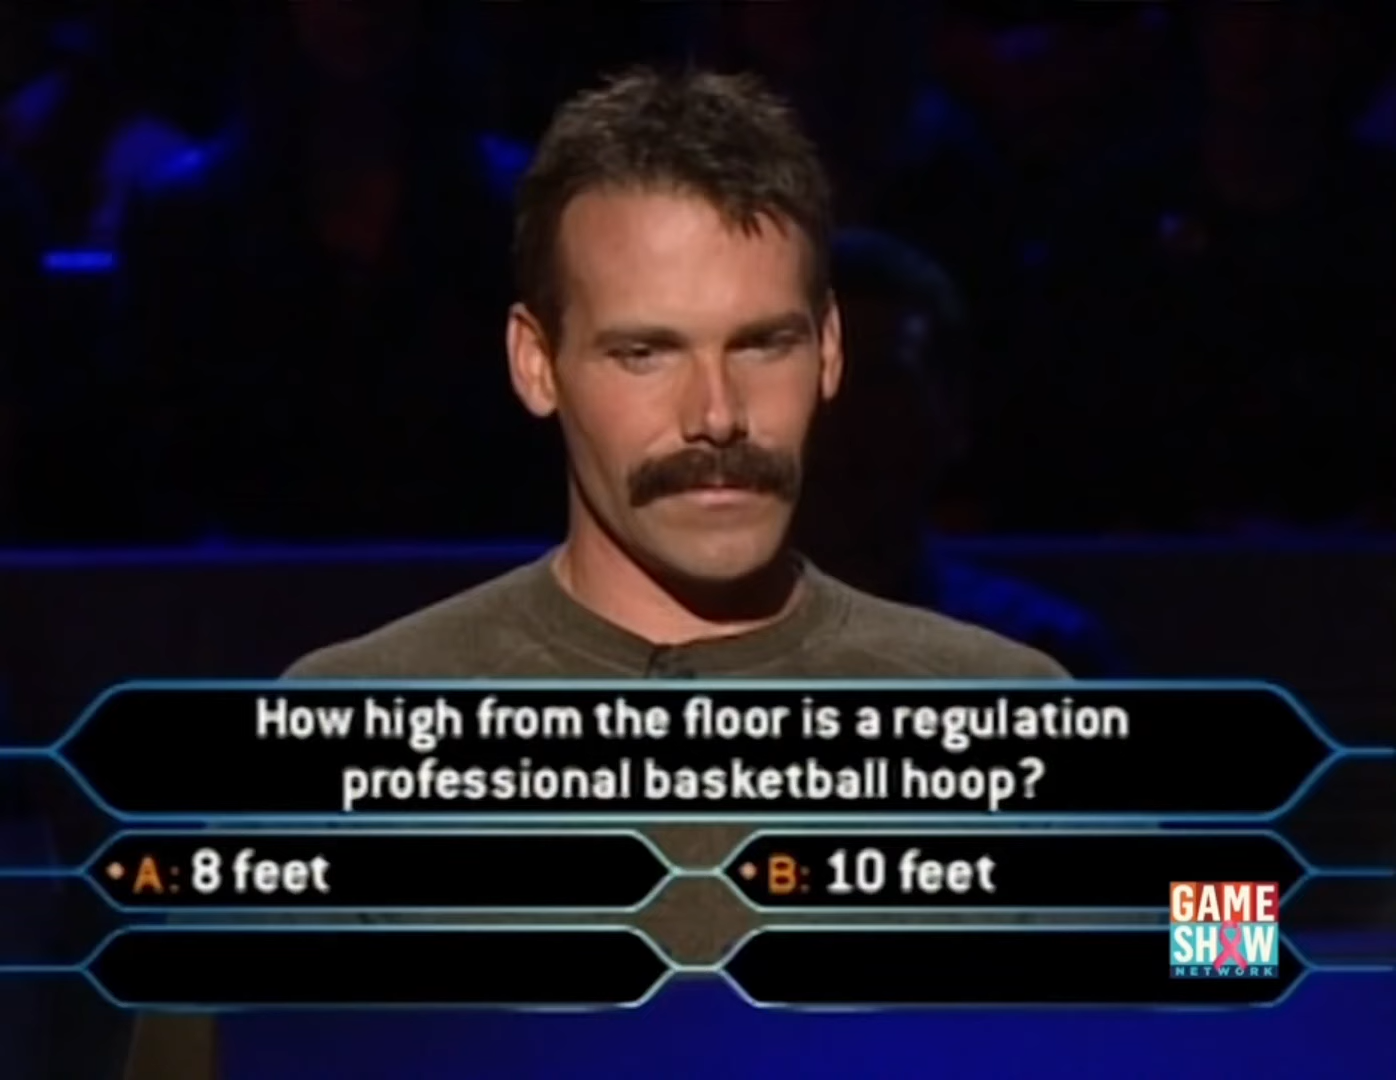 How high from the floor is a regulation
professional basketball hoop?
A: 8 feet
B: 10 feet
GAME
SHOW
NETWORK